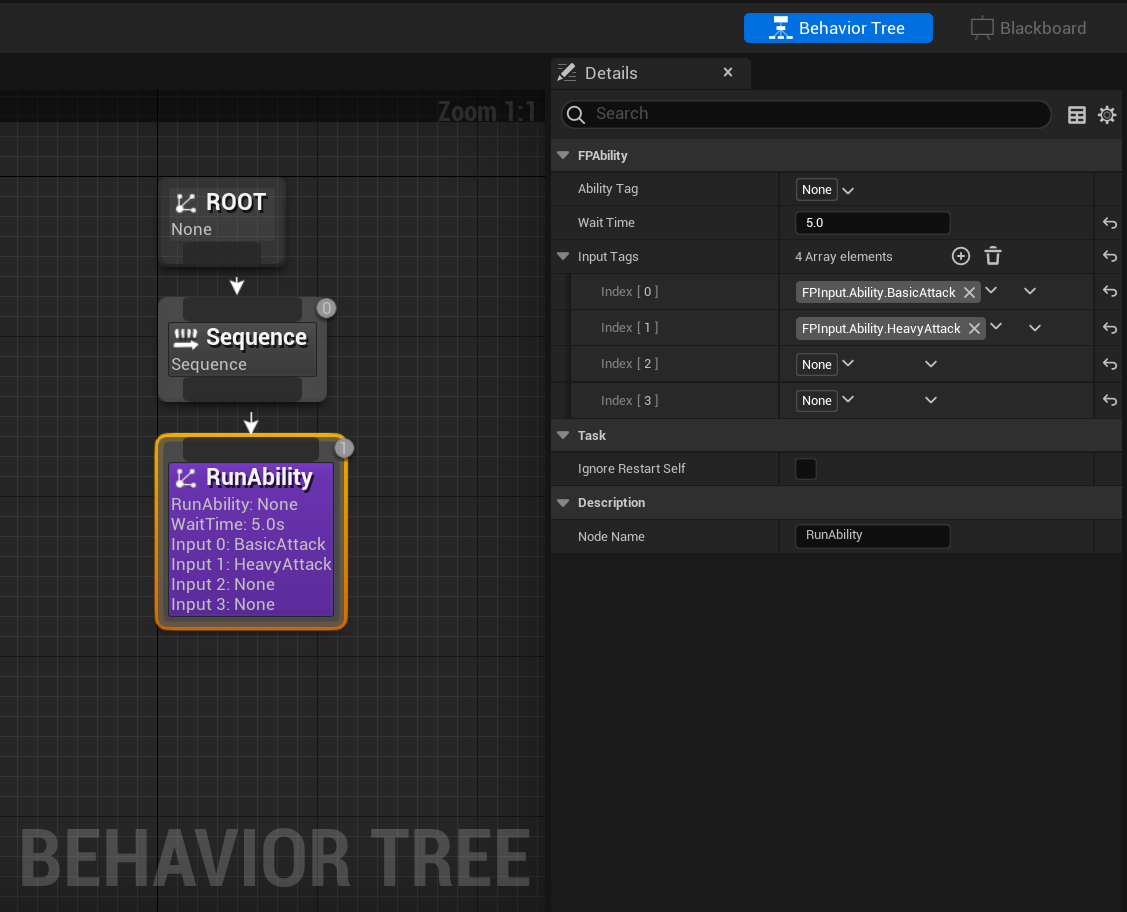 Behavior Tree
Blackboard
Zoom 1:1
ROOT
None
0
Sequence
Sequence
1
RunAbility
RunAbility: None
WaitTime: 5.0s
Input 0: BasicAttack
Input 1: HeavyAttack
Input 2: None
Input 3: None
BEHAVIOR TREE
Details
Search
FPAbility
Ability Tag None
Wait Time 5.0
Input Tags 4 Array elements
Index [ 0 ] FPInput.Ability.BasicAttack
Index [ 1 ] FPInput.Ability.HeavyAttack
Index [ 2 ] None
Index [ 3 ] None
Task
Ignore Restart Self
Description
Node Name RunAbility